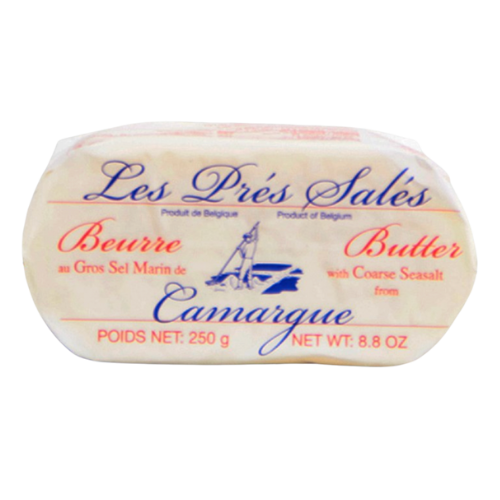 Les Prés Salés
Produit de Belgique
Product of Belgium
Beurre
au Gros Sel Marin de
Butter
with Coarse Seasalt
from
Camargue
POIDS NET: 250 g
NET WT: 8.8 OZ